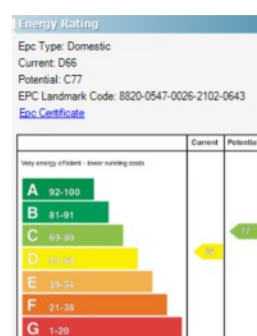 Energy Rating
Epc Type: Domestic
Current: D66
Potential: C77
EPC Landmark Code: 8820-0547-0026-2102-0643
Epc Certificate
Current Potential
Very energy efficient - lower running costs
A 92-100
B 81-91
C 69-80
77
D
E 39-54
F 21-38
G 1-20